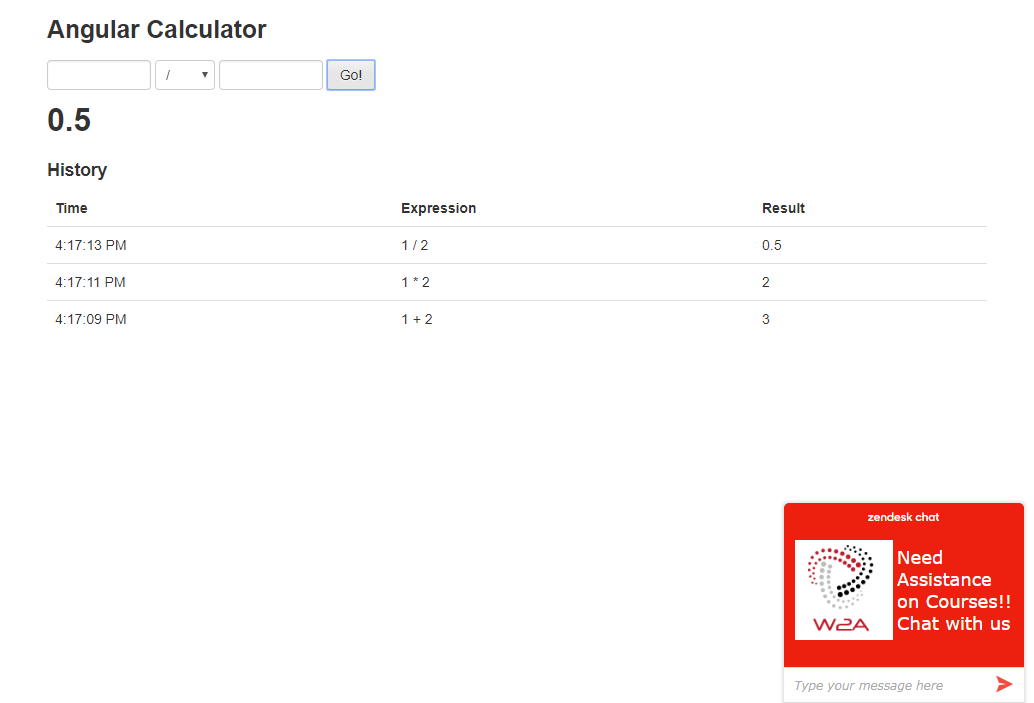 Angular Calculator
/ Go!
0.5
History
Time Expression Result
4:17:13 PM 1 / 2 0.5
4:17:11 PM 1 * 2 2
4:17:09 PM 1 + 2 3
zendesk chat
Need
Assistance
on Courses!!
Chat with us
W2A
Type your message here